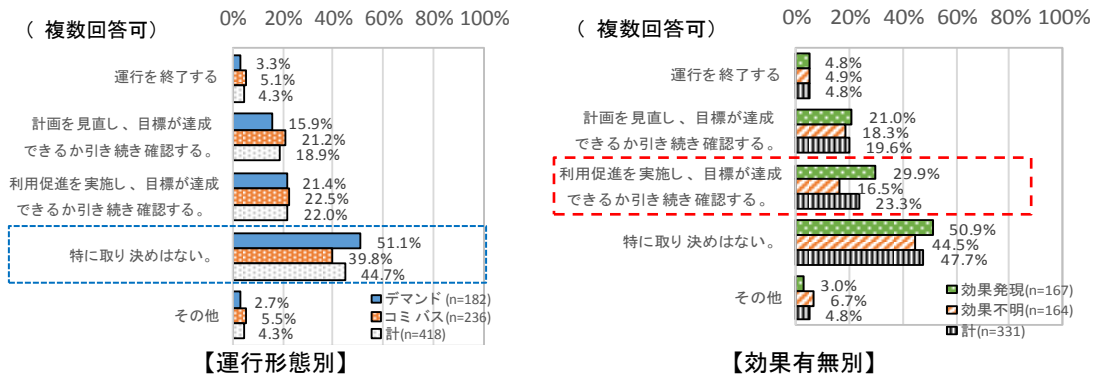 (複数回答可)
0% 20% 40% 60% 80% 100%
運行を終了する
3.3%
5.1%
4.3%
計画を見直し、目標が達成
できるか引き続き確認する。
15.9%
21.2%
18.9%
利用促進を実施し、目標が達成
できるか引き続き確認する。
21.4%
22.5%
22.0%
特に取り決めはない。
51.1%
39.8%
44.7%
その他
2.7%
5.5%
4.3%
デマンド(n=182)
コミバス(n=236)
計(n=418)
【運行形態別】
(複数回答可)
0% 20% 40% 60% 80% 100%
運行を終了する
4.8%
4.9%
4.8%
計画を見直し、目標が達成
できるか引き続き確認する。
21.0%
18.3%
19.6%
利用促進を実施し、目標が達成
できるか引き続き確認する。
29.9%
16.5%
23.3%
特に取り決めはない。
50.9%
44.5%
47.7%
その他
3.0%
6.7%
4.8%
効果発現(n=167)
効果不明(n=164)
計(n=331)
【効果有無別】